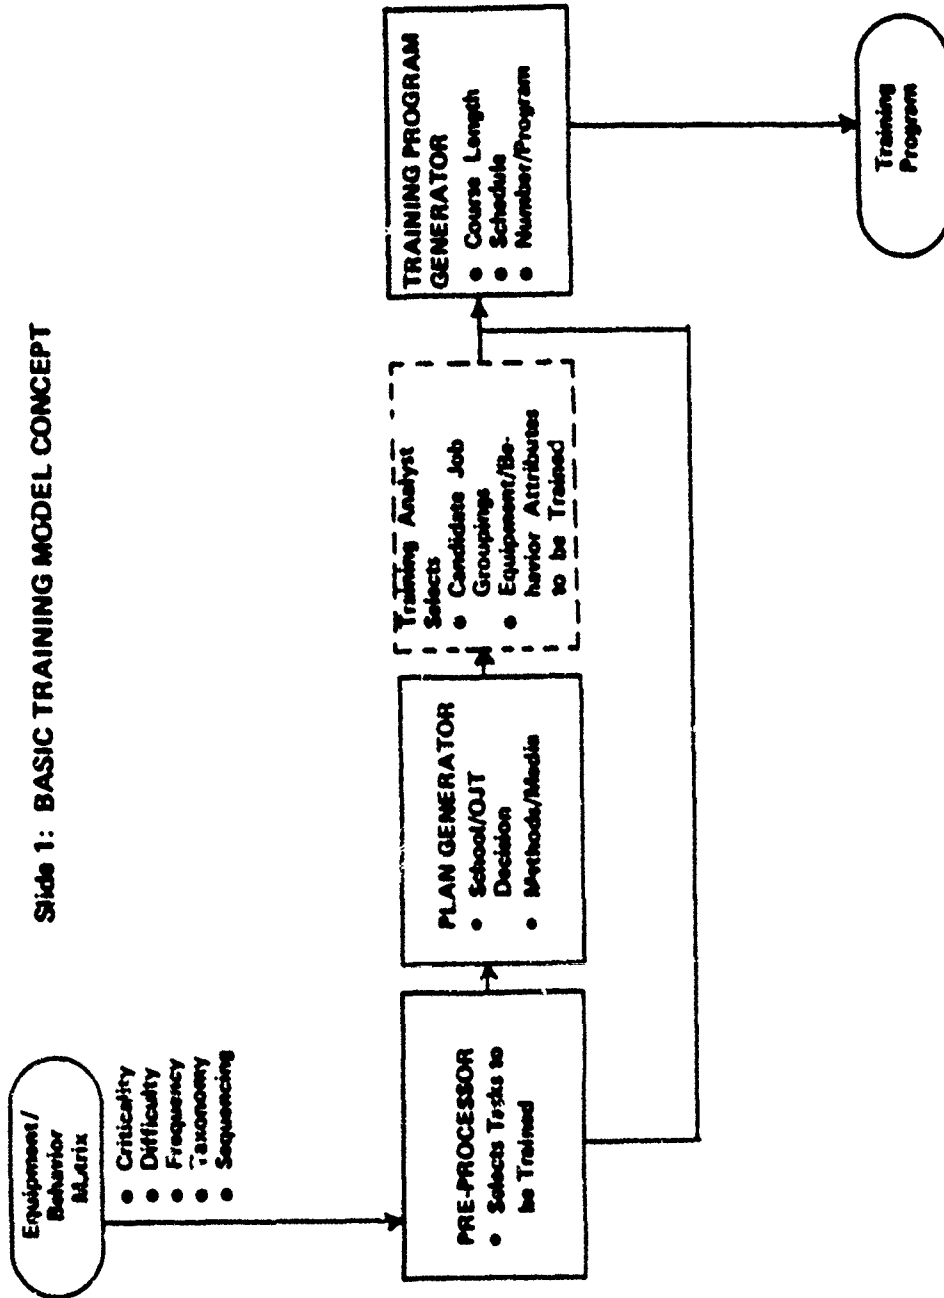 Slide 1: BASIC TRAINING MODEL CONCEPT
Equipment/
Behavior
Matrix
● Criticality
● Difficulty
● Frequency
● Taxonomy
● Sequencing
PRE-PROCESSOR
● Selects Tasks to
be Trained
PLAN GENERATOR
● School/OJT
Decision
● Methods/Media
Training Analyst
Selects
● Candidate Job
Groupings
● Equipment/Be-
havior Attributes
to be Trained
TRAINING PROGRAM
GENERATOR
● Course Length
● Schedule
● Number/Program
Training
Program